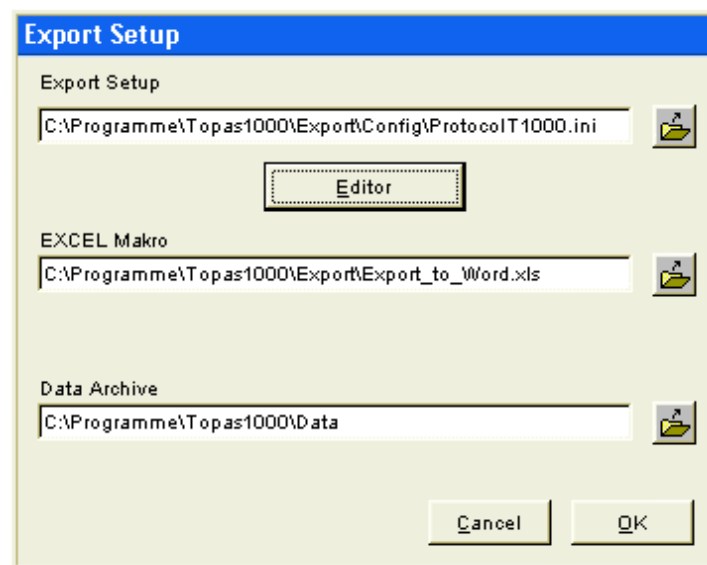 Export Setup
Export Setup
C:\Programme\Topas1000\Export\Config\ProtocolT1000.ini
Editor
EXCEL Makro
C:\Programme\Topas1000\Export\Export_to_Word.xls
Data Archive
C:\Programme\Topas1000\Data
Cancel OK